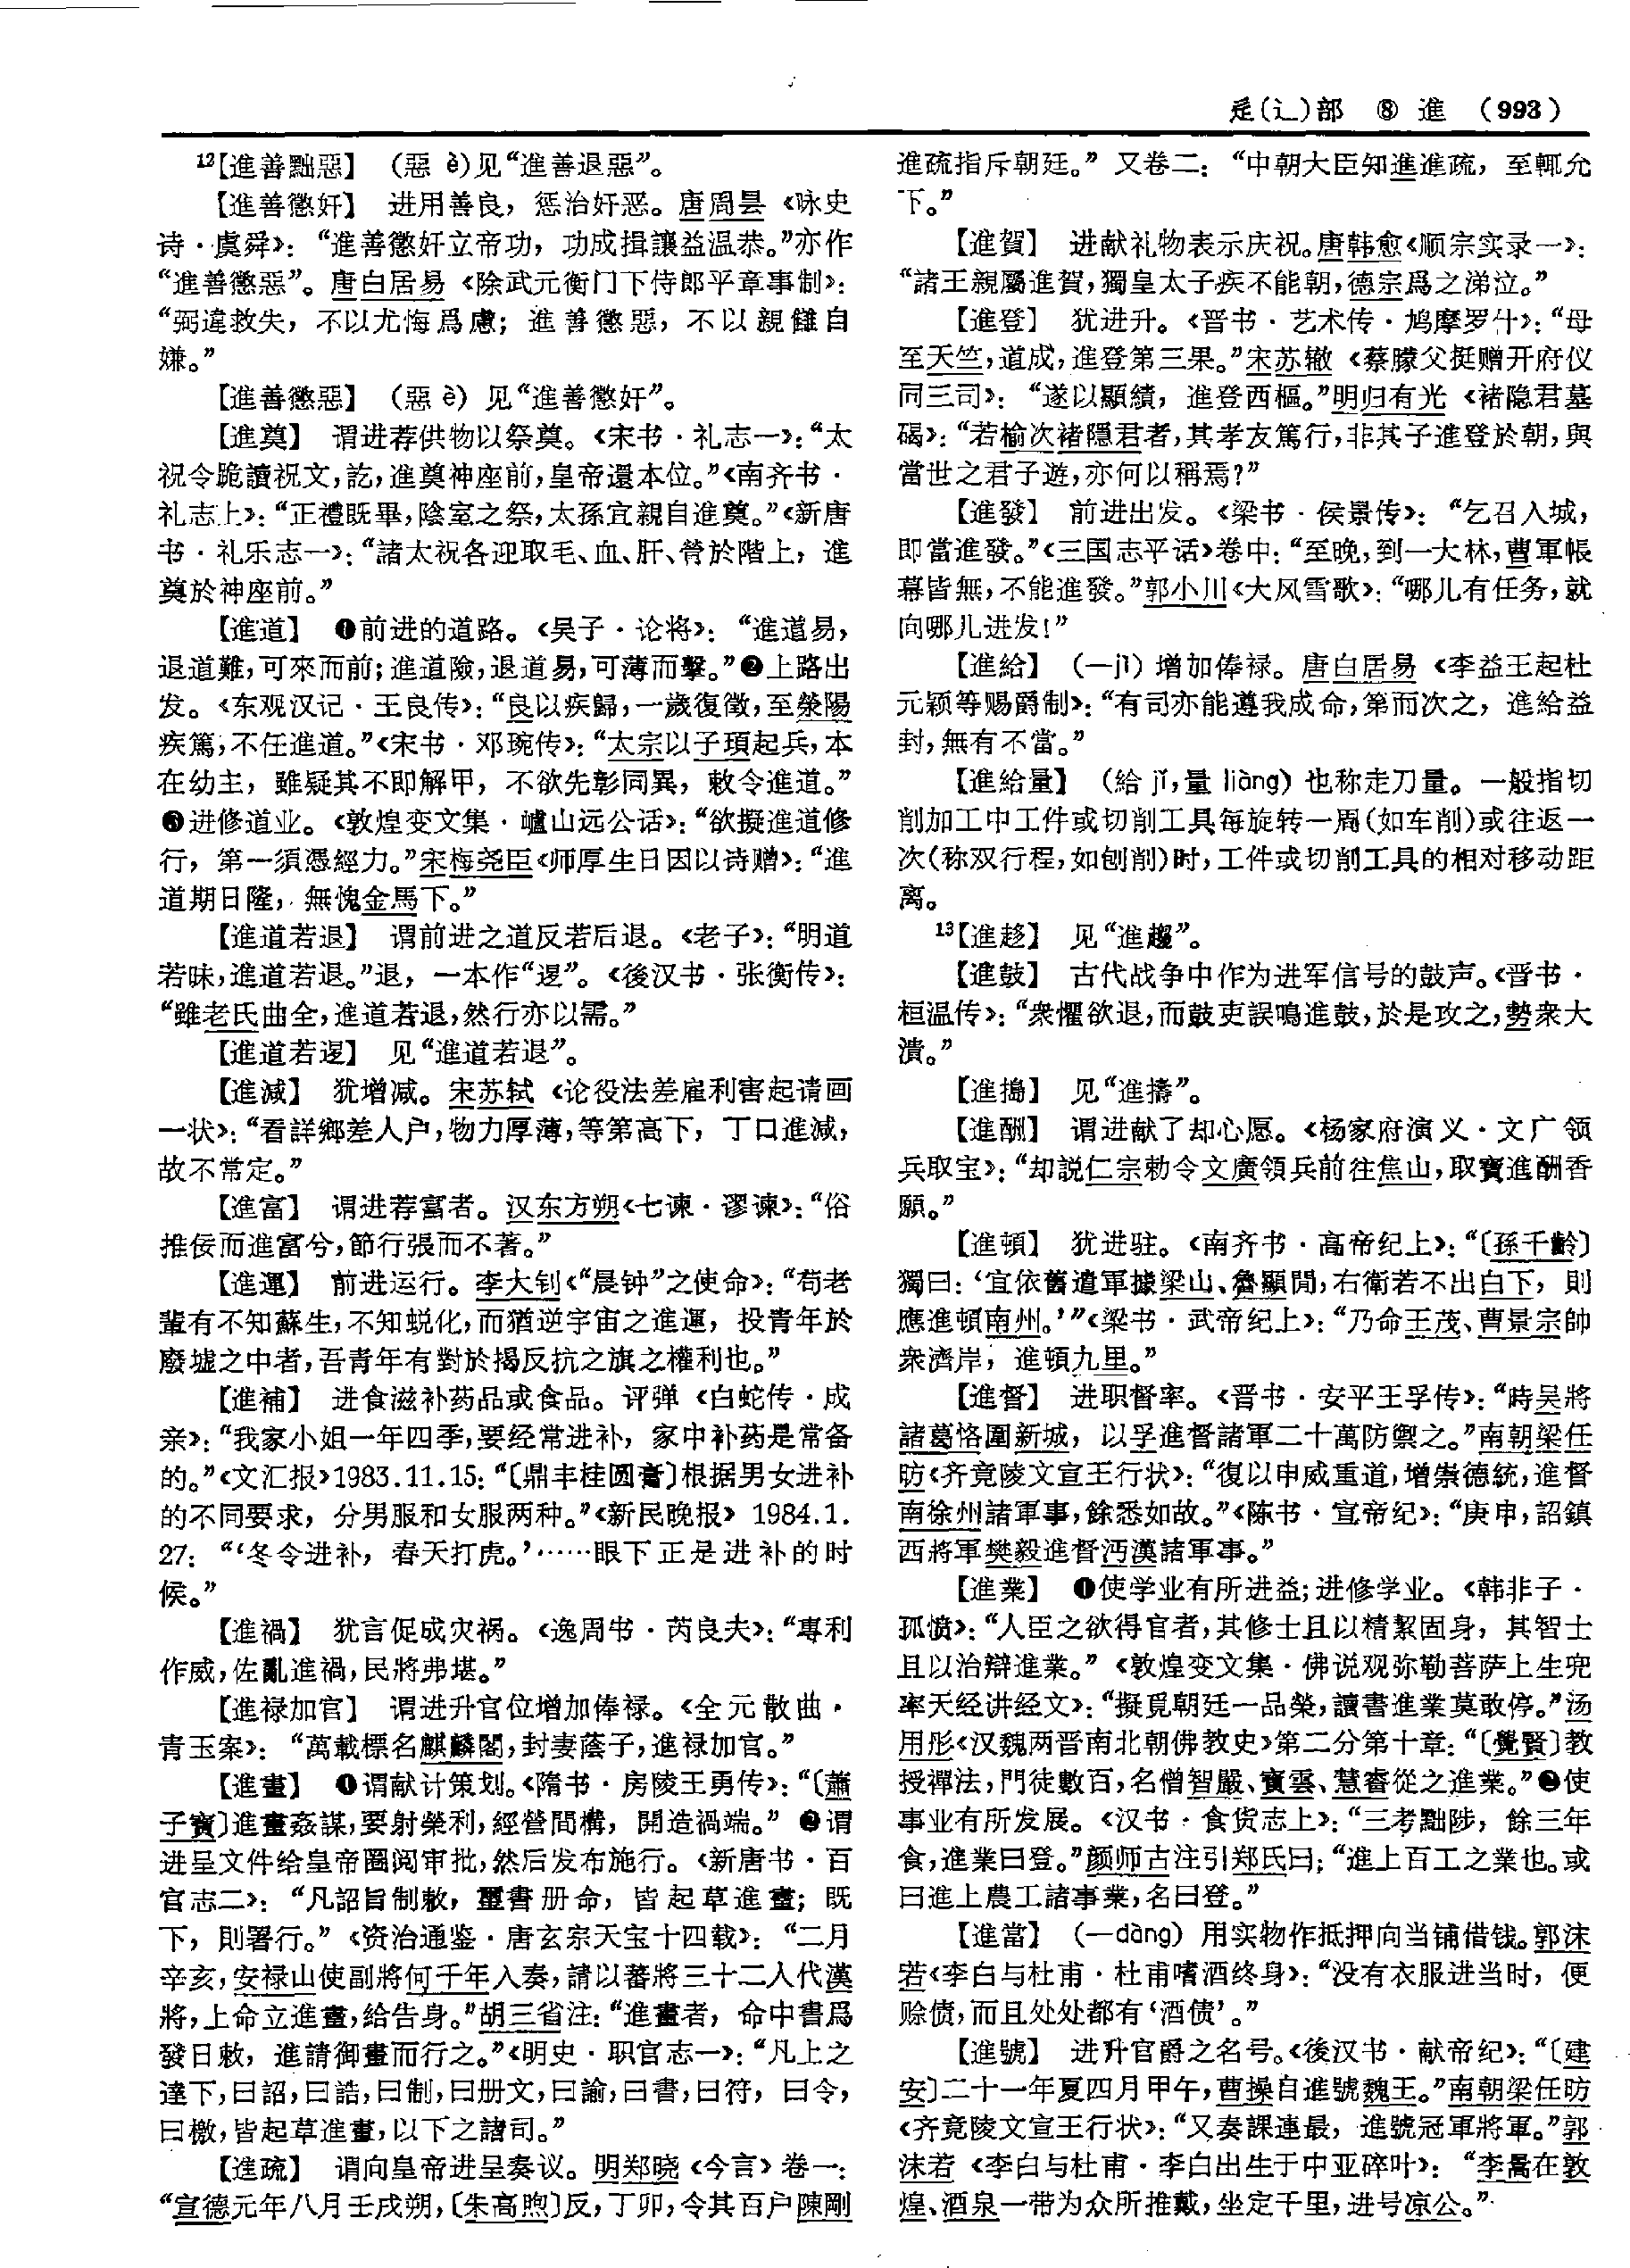 辵(辶)部 ⑧ 進 (993)
¹²【進善黜惡】 (惡 è)见“進善退惡”。
【進善懲奸】 进用善良，惩治奸恶。唐周昙《咏史
诗·虞舜》：“進善懲奸立帝功，功成揖讓益温恭。”亦作
“進善懲惡”。唐白居易《除武元衡门下侍郎平章事制》：
“弼違救失，不以尤悔爲慮；進善懲惡，不以親讎自
嫌。”
【進善懲惡】 (惡 è) 见“進善懲奸”。
【進奠】 谓进荐供物以祭奠。《宋书·礼志一》：“太
祝令跪讀祝文，訖，進奠神座前，皇帝還本位。”《南齐书·
礼志上》：“正禮既畢，陰室之祭，太孫宜親自進奠。”《新唐
书·礼乐志一》：“諸太祝各迎取毛、血、肝、膋於階上，進
奠於神座前。”
【進道】 ❶前进的道路。《吴子·论将》：“進道易，
退道難，可來而前；進道險，退道易，可薄而擊。”❷上路出
发。《东观汉记·王良传》：“良以疾歸，一歲復徵，至滎陽
疾篤，不任進道。”《宋书·邓琬传》：“太宗以子頊起兵，本
在幼主，雖疑其不即解甲，不欲先彰同異，敕令進道。”
❸进修道业。《敦煌变文集·庐山远公话》：“欲擬進道修
行，第一須憑經力。”宋梅尧臣《师厚生日因以诗赠》：“進
道期日隆，無愧金馬下。”
【進道若退】 谓前进之道反若后退。《老子》：“明道
若昧，進道若退。”退，一本作“逻”。《後汉书·张衡传》：
“雖老氏曲全，進道若退，然行亦以需。”
【進道若𨓤】 见“進道若退”。
【進減】 犹增减。宋苏轼《论役法差雇利害起请画
一状》：“看詳鄉差人户，物力厚薄，等第高下，丁口進減，
故不常定。”
【進富】 谓进荐富者。汉东方朔《七谏·谬谏》：“俗
推佞而進富兮，節行張而不著。”
【進運】 前进运行。李大钊《“晨钟”之使命》：“苟老
輩有不知蘇生，不知蜕化，而猶逆宇宙之進運，投青年於
廢墟之中者，吾青年有對於揭反抗之旗之權利也。”
【進補】 进食滋补药品或食品。评弹《白蛇传·成
亲》：“我家小姐一年四季，要经常进补，家中补药是常备
的。”《文汇报》1983.11.15：“〔鼎丰桂圆膏〕根据男女进补
的不同要求，分男服和女服两种。”《新民晚报》1984.1.
27：“‘冬令进补，春天打虎。’……眼下正是进补的时
候。”
【進禍】 犹言促成灾祸。《逸周书·芮良夫》：“專利
作威，佐亂進禍，民將弗堪。”
【進禄加官】 谓进升官位增加俸禄。《全元散曲·
青玉案》：“萬載標名麒麟閣，封妻蔭子，進禄加官。”
【進畫】 ❶谓献计策划。《隋书·房陵王勇传》：“〔蕭
子寶〕進畫姦謀，要射榮利，經營間構，開造禍端。” ❷谓
进呈文件给皇帝圈阅审批，然后发布施行。《新唐书·百
官志二》：“凡詔旨制敕，璽書册命，皆起草進畫；既
下，則署行。”《资治通鉴·唐玄宗天宝十四载》：“二月
辛亥，安禄山使副將何千年入奏，請以蕃將三十二人代漢
將，上命立進畫，給告身。”胡三省注：“進畫者，命中書爲
發日敕，進請御畫而行之。”《明史·职官志一》：“凡上之
達下，曰詔，曰誥，曰制，曰册文，曰諭，曰書，曰符，曰令，
曰檄，皆起草進畫，以下之諸司。”
【進疏】 谓向皇帝进呈奏议。明郑晓《今言》卷一：
“宣德元年八月壬戌朔，〔朱高煦〕反，丁卯，令其百户陳剛
進疏指斥朝廷。”又卷二：“中朝大臣知進進疏，至輒允
下。”
【進賀】 进献礼物表示庆祝。唐韩愈《顺宗实录一》：
“諸王親屬進賀，獨皇太子疾不能朝，德宗爲之涕泣。”
【進登】 犹进升。《晋书·艺术传·鸠摩罗什》：“母
至天竺，道成，進登第三果。”宋苏辙《蔡朦父挺赠开府仪
同三司》：“遂以顯績，進登西樞。”明归有光《褚隐君墓
碣》：“若榆次褚隱君者，其孝友篤行，非其子進登於朝，與
當世之君子遊，亦何以稱焉？”
【進發】 前进出发。《梁书·侯景传》：“乞召入城，
即當進發。”《三国志平话》卷中：“至晚，到一大林，曹軍帳
幕皆無，不能進發。”郭小川《大风雪歌》：“哪儿有任务，就
向哪儿进发！”
【進給】 (—jǐ) 增加俸禄。唐白居易《李益王起杜
元颖等赐爵制》：“有司亦能遵我成命，第而次之，進給益
封，無有不當。”
【進給量】 (給 jǐ，量 liàng) 也称走刀量。一般指切
削加工中工件或切削工具每旋转一周(如车削)或往返一
次(称双行程，如刨削)时，工件或切削工具的相对移动距
离。
¹³【進趍】 见“進趨”。
【進鼓】 古代战争中作为进军信号的鼓声。《晋书·
桓温传》：“衆懼欲退，而鼓吏誤鳴進鼓，於是攻之，勢衆大
潰。”
【進搗】 见“進擣”。
【進酬】 谓进献了却心愿。《杨家府演义·文广领
兵取宝》：“却説仁宗勅令文廣領兵前往焦山，取寶進酬香
願。”
【進頓】 犹进驻。《南齐书·高帝纪上》：“〔孫千齡〕
獨曰：‘宜依舊遣軍據梁山、魯顯間，右衛若不出白下，則
應進頓南州。’”《梁书·武帝纪上》：“乃命王茂、曹景宗帥
衆濟岸，進頓九里。”
【進督】 进职督率。《晋书·安平王孚传》：“時吴將
諸葛恪圍新城，以孚進督諸軍二十萬防禦之。”南朝梁任
昉《齐竟陵文宣王行状》：“復以申威重道，增崇德統，進督
南徐州諸軍事，餘悉如故。”《陈书·宣帝纪》：“庚申，詔鎮
西將軍樊毅進督沔漢諸軍事。”
【進業】 ❶使学业有所进益；进修学业。《韩非子·
孤愤》：“人臣之欲得官者，其修士且以精絜固身，其智士
且以治辯進業。”《敦煌变文集·佛说观弥勒菩萨上生兜
率天经讲经文》：“擬覓朝廷一品榮，讀書進業莫敢停。”汤
用彤《汉魏两晋南北朝佛教史》第二分第十章：“〔覺賢〕教
授禪法，門徒數百，名僧智嚴、寶雲、慧睿從之進業。”❷使
事业有所发展。《汉书·食货志上》：“三考黜陟，餘三年
食，進業曰登。”颜师古注引郑氏曰：“進上百工之業也。或
曰進上農工諸事業，名曰登。”
【進當】 (—dàng) 用实物作抵押向当铺借钱。郭沫
若《李白与杜甫·杜甫嗜酒终身》：“没有衣服进当时，便
赊债，而且处处都有‘酒债’。”
【進號】 进升官爵之名号。《後汉书·献帝纪》：“〔建
安〕二十一年夏四月甲午，曹操自進號魏王。”南朝梁任昉
《齐竟陵文宣王行状》：“又奏課連最，進號冠軍將軍。”郭
沫若《李白与杜甫·李白出生于中亚碎叶》：“李暠在敦
煌、酒泉一带为众所推戴，坐定千里，进号凉公。”